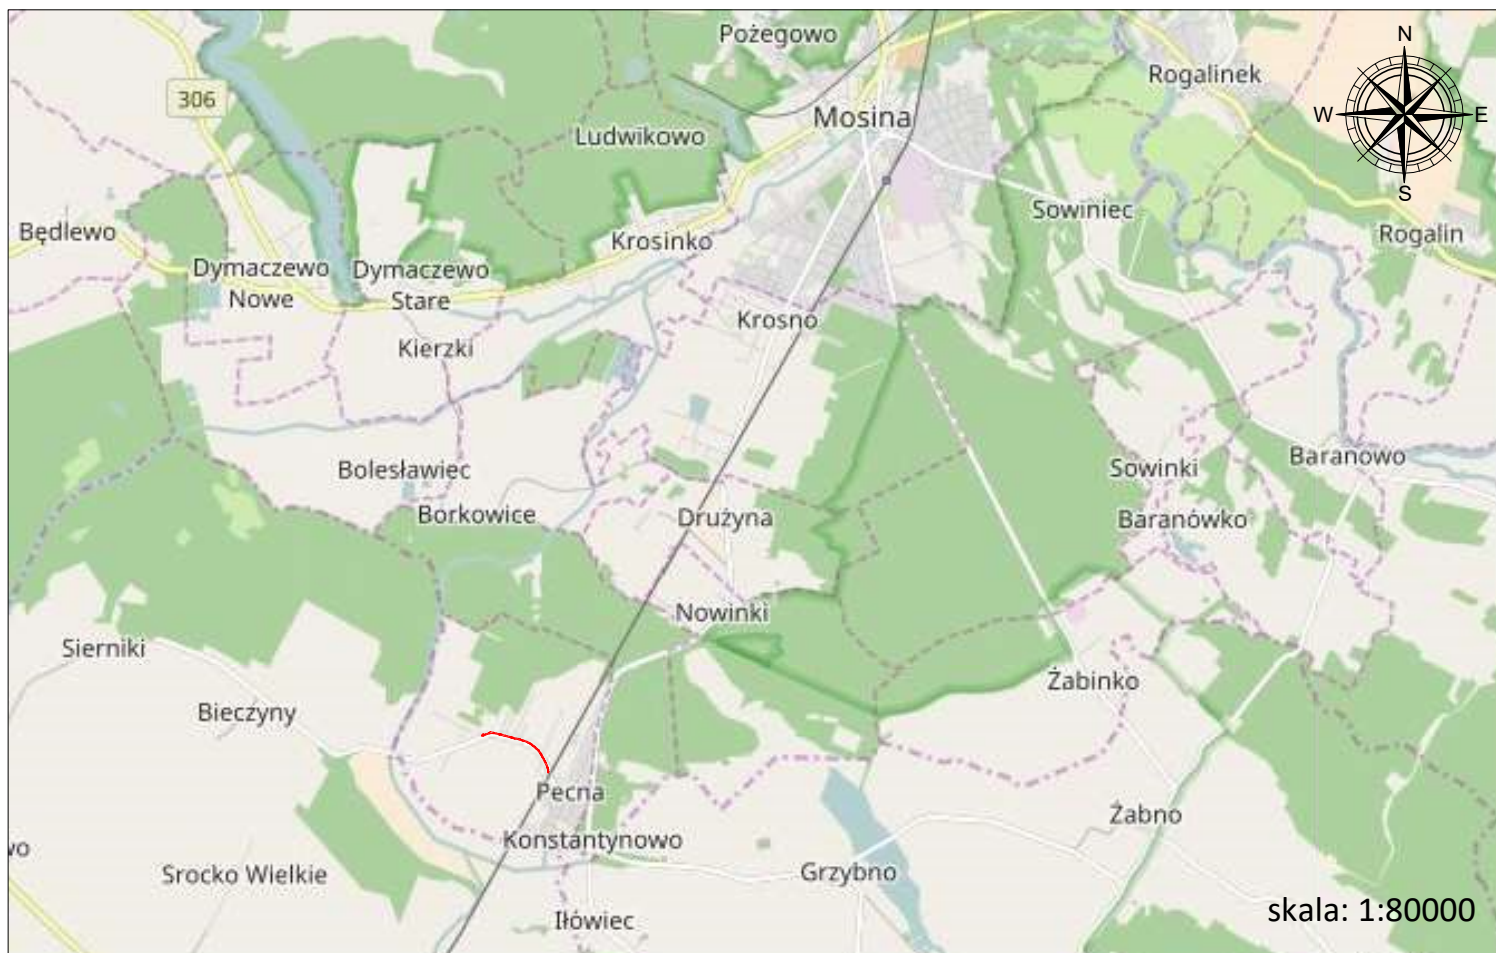 Pożegowo
N
Rogalinek
306
W
E
Mosina
Ludwikowo
S
Sowiniec
Będlewo
Krosinko
Rogalin
Dymaczewo
Nowe
Dymaczewo
Stare
Krosno
Kierzki
Baranowo
Bolesławiec
Sowinki
Borkowice
Drużyna
Baranówko
Nowinki
Sierniki
Żabinko
Bieczyny
Pecna
Żabno
Konstantynowo
wo
Srocko Wielkie
Grzybno
Iłówiec
skala: 1:80000